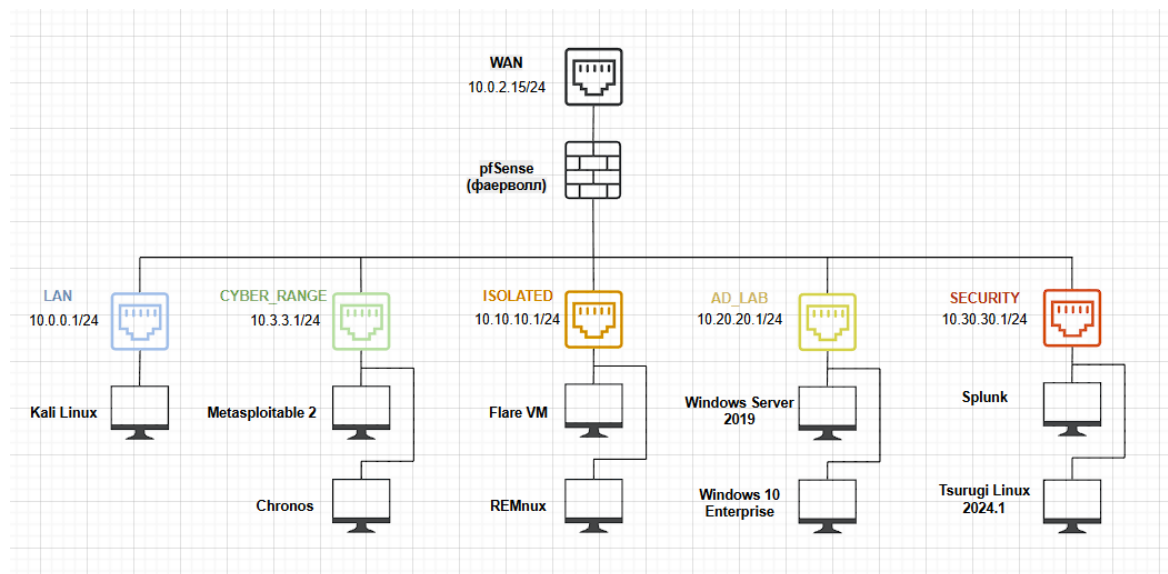 WAN
10.0.2.15/24
pfSense
(фаерволл)
LAN
10.0.0.1/24
CYBER_RANGE
10.3.3.1/24
ISOLATED
10.10.10.1/24
AD_LAB
10.20.20.1/24
SECURITY
10.30.30.1/24
Kali Linux
Metasploitable 2
Flare VM
Windows Server
2019
Splunk
Chronos
REMnux
Windows 10
Enterprise
Tsurugi Linux
2024.1